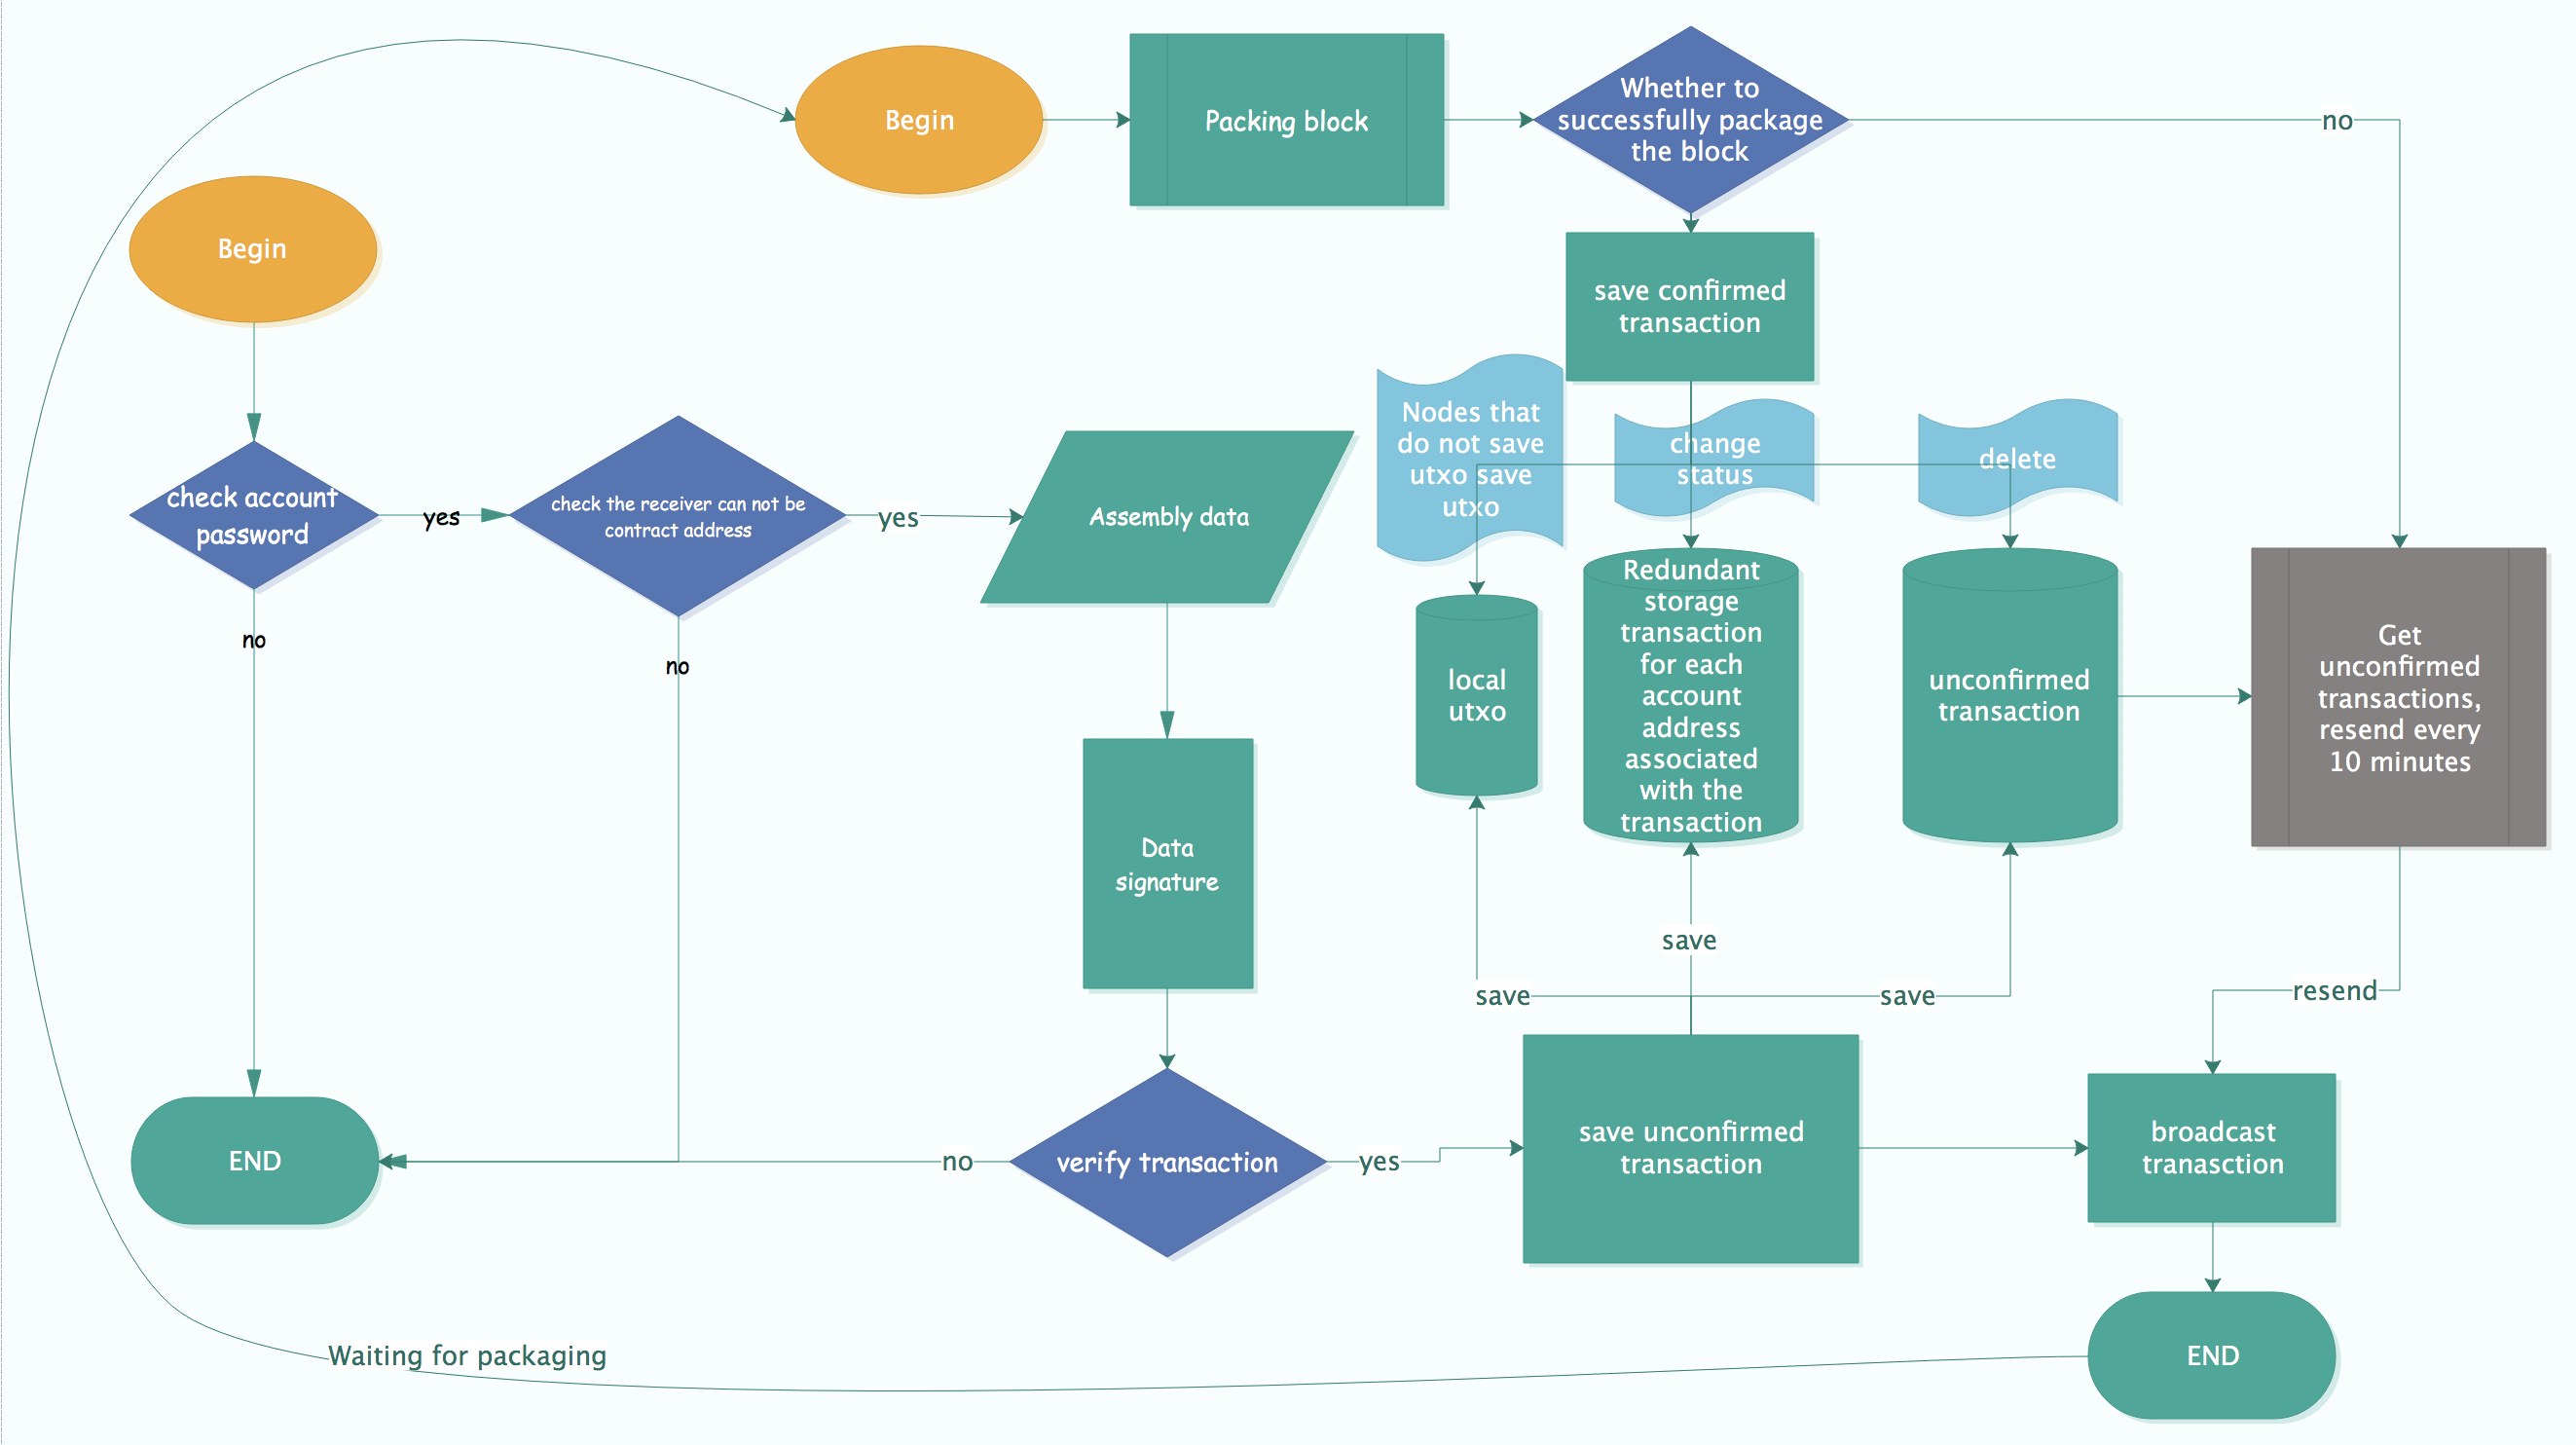 Begin
Packing block
Whether to
successfully package
the block
no
Begin
save confirmed
transaction
Nodes that
do not save
utxo save
utxo
change
status
delete
check account
password
yes
check the receiver can not be
contract address
yes
Assembly data
no
no
local
utxo
Redundant
storage
transaction
for each
account
address
associated
with the
transaction
unconfirmed
transaction
Get
unconfirmed
transactions,
resend every
10 minutes
Data
signature
save
save
save
resend
END
no
verify transaction
yes
save unconfirmed
transaction
broadcast
tranasction
Waiting for packaging
END